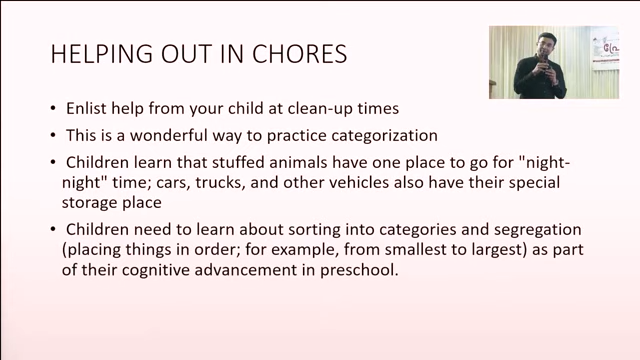 HELPING OUT IN CHORES
• Enlist help from your child at clean-up times
• This is a wonderful way to practice categorization
• Children learn that stuffed animals have one place to go for "night-
night" time; cars, trucks, and other vehicles also have their special
storage place
• Children need to learn about sorting into categories and segregation
(placing things in order; for example, from smallest to largest) as part
of their cognitive advancement in preschool.